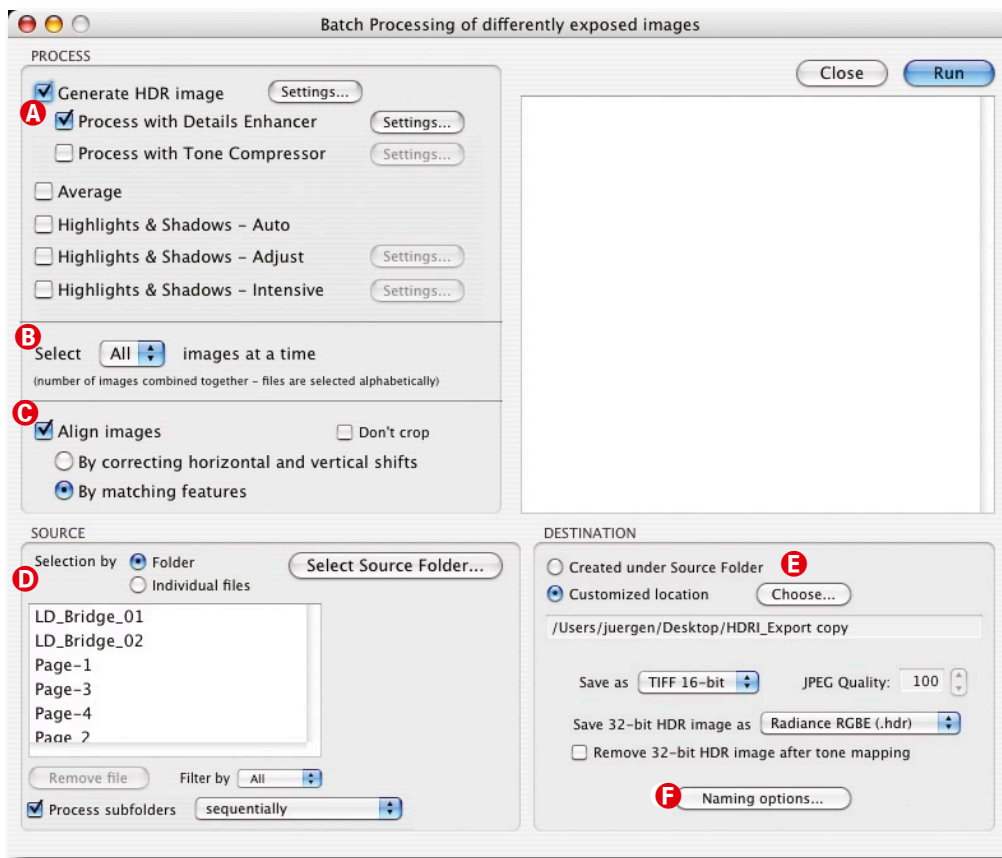 Batch Processing of differently exposed images
PROCESS
Close Run
Generate HDR image Settings...
A
Process with Details Enhancer Settings...
Process with Tone Compressor Settings...
Average
Highlights & Shadows – Auto
Highlights & Shadows – Adjust Settings...
Highlights & Shadows – Intensive Settings...
B
Select All images at a time
(number of images combined together – files are selected alphabetically)
C
Align images Don't crop
By correcting horizontal and vertical shifts
By matching features
SOURCE
Selection by Folder Select Source Folder...
D
Individual files
LD_Bridge_01
LD_Bridge_02
Page-1
Page-3
Page-4
Page 2
Remove file Filter by All
Process subfolders sequentially
DESTINATION
Created under Source Folder E
Customized location Choose...
/Users/juergen/Desktop/HDRI_Export copy
Save as TIFF 16-bit JPEG Quality: 100
Save 32-bit HDR image as Radiance RGBE (.hdr)
Remove 32-bit HDR image after tone mapping
F Naming options...